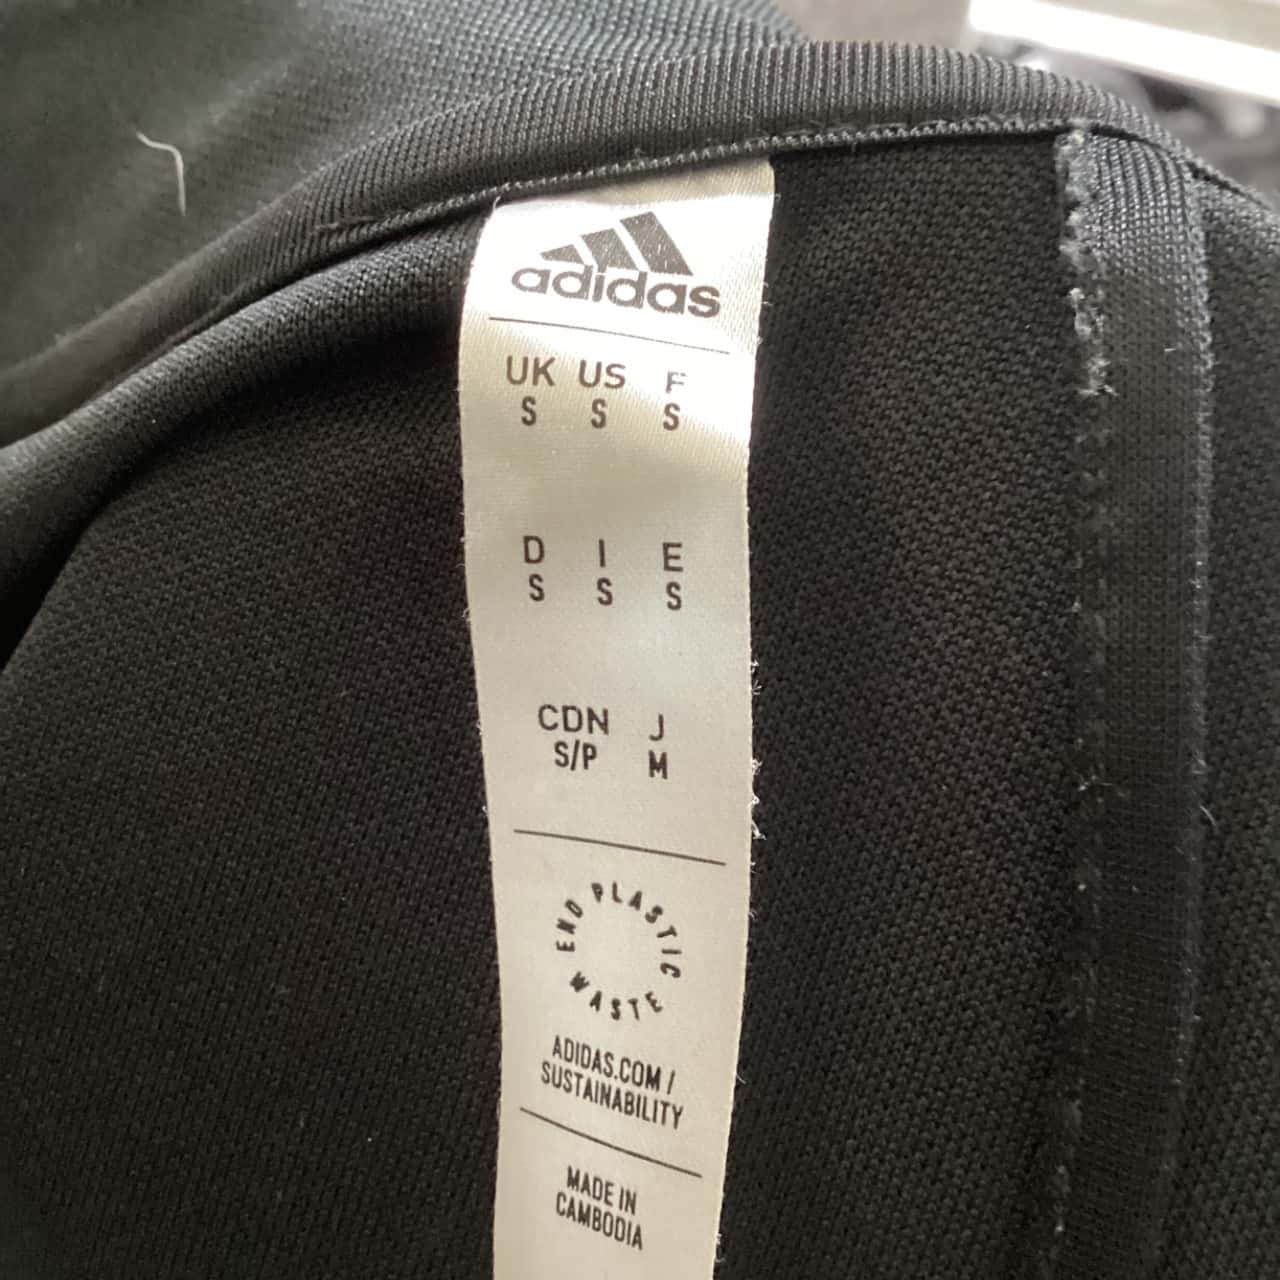 adidas
UK US F
S S S
D I E
S S S
CDN J
S/P M
END PLASTIC WASTE
ADIDAS.COM /
SUSTAINABILITY
MADE IN
CAMBODIA